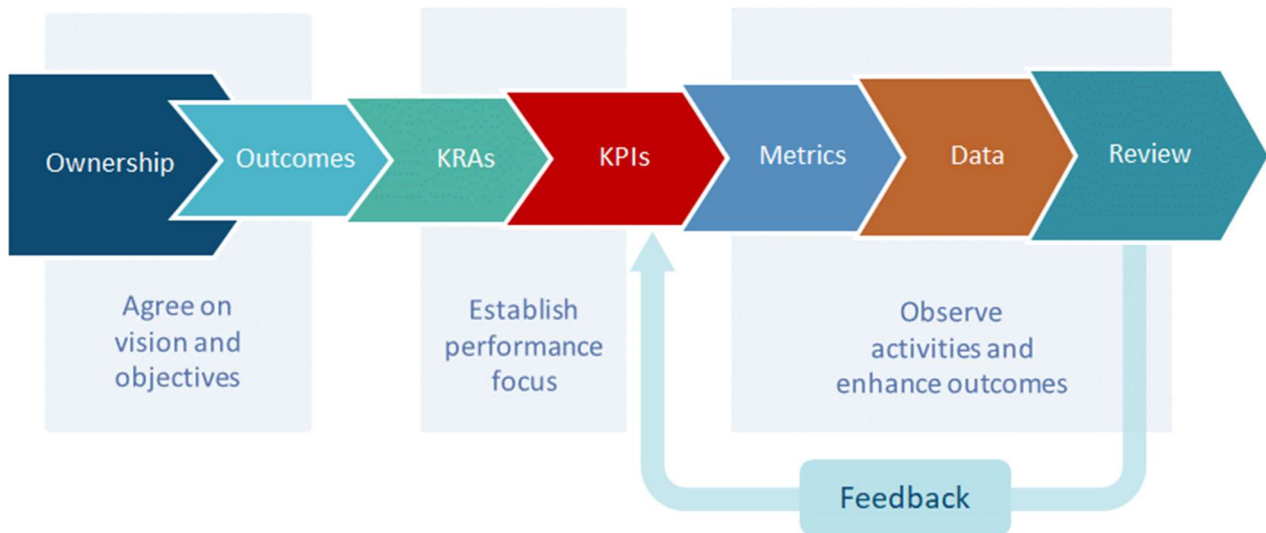 Ownership
Outcomes
KRAs
KPIs
Metrics
Data
Review
Agree on
vision and
objectives
Establish
performance
focus
Observe
activities and
enhance outcomes
Feedback